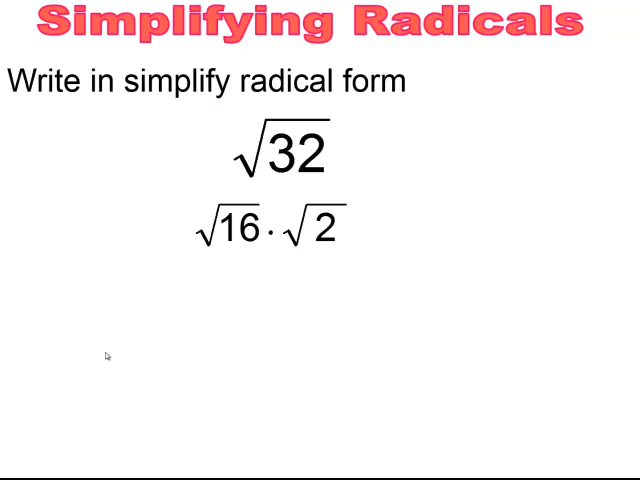 Simplifying Radicals
Write in simplify radical form
√32
√16 · √2